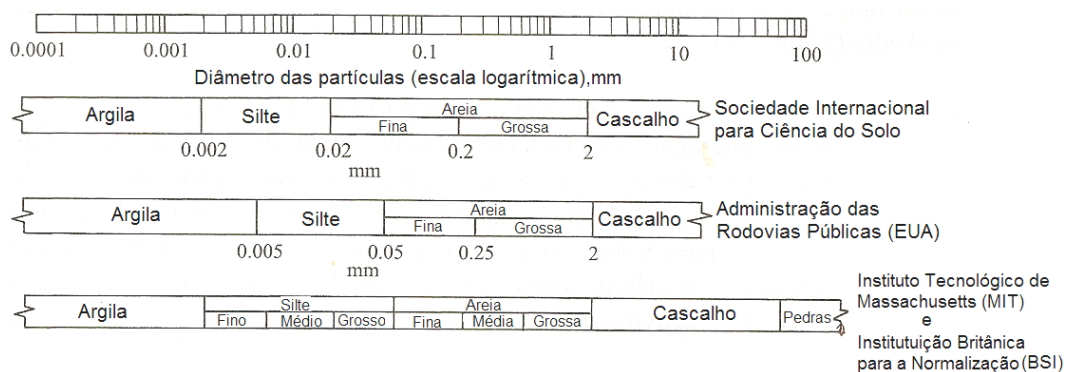 0.0001 0.001 0.01 0.1 1 10 100
Diâmetro das partículas (escala logarítmica),mm
Argila Silte Areia Cascalho
Fina Grossa
Sociedade Internacional
para Ciência do Solo
0.002 0.02 0.2 2
mm
Argila Silte Areia Cascalho
Fina Grossa
Administração das
Rodovias Públicas (EUA)
0.005 0.05 0.25 2
mm
Argila Silte Areia Cascalho Pedras
Fino Médio Grosso Fina Média Grossa
Instituto Tecnológico de
Massachusetts (MIT)
e
Institutuição Britânica
para a Normalização (BSI)